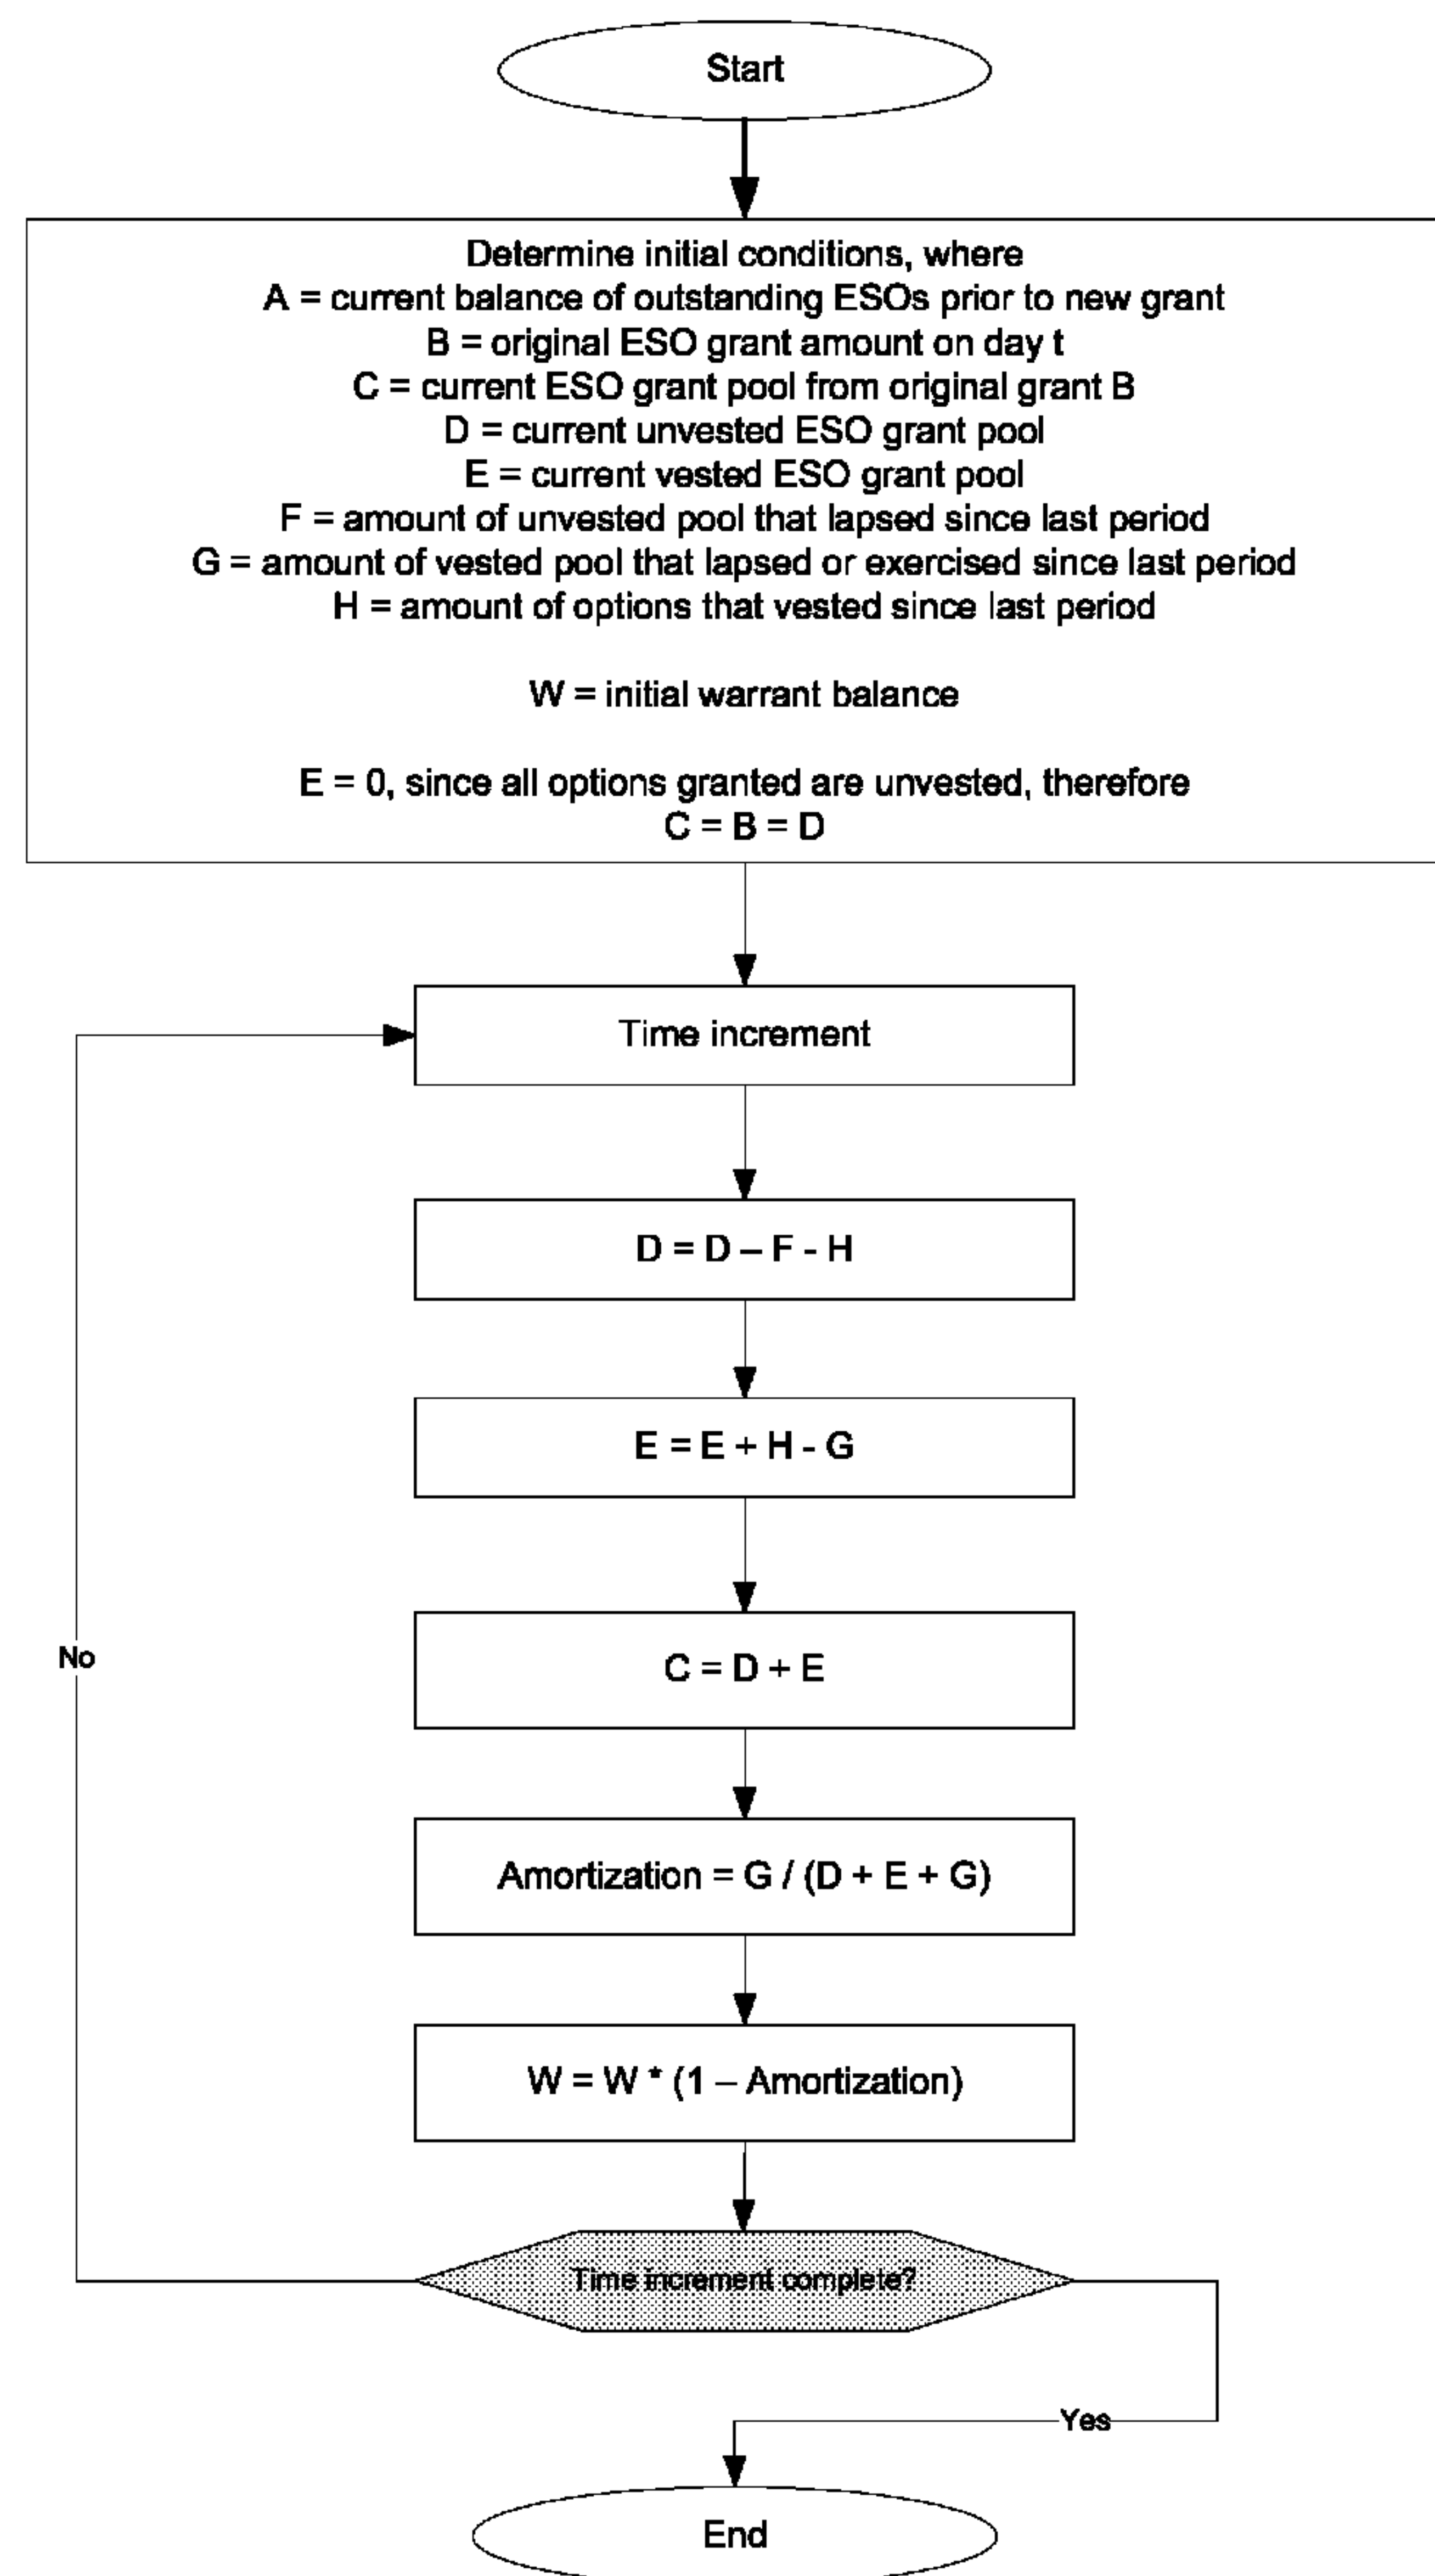 Start
Determine initial conditions, where
A = current balance of outstanding ESOs prior to new grant
B = original ESO grant amount on day t
C = current ESO grant pool from original grant B
D = current unvested ESO grant pool
E = current vested ESO grant pool
F = amount of unvested pool that lapsed since last period
G = amount of vested pool that lapsed or exercised since last period
H = amount of options that vested since last period
W = initial warrant balance
E = 0, since all options granted are unvested, therefore
C = B = D
Time increment
D = D – F - H
E = E + H - G
No
C = D + E
Amortization = G / (D + E + G)
W = W * (1 – Amortization)
Time increment complete?
Yes
End